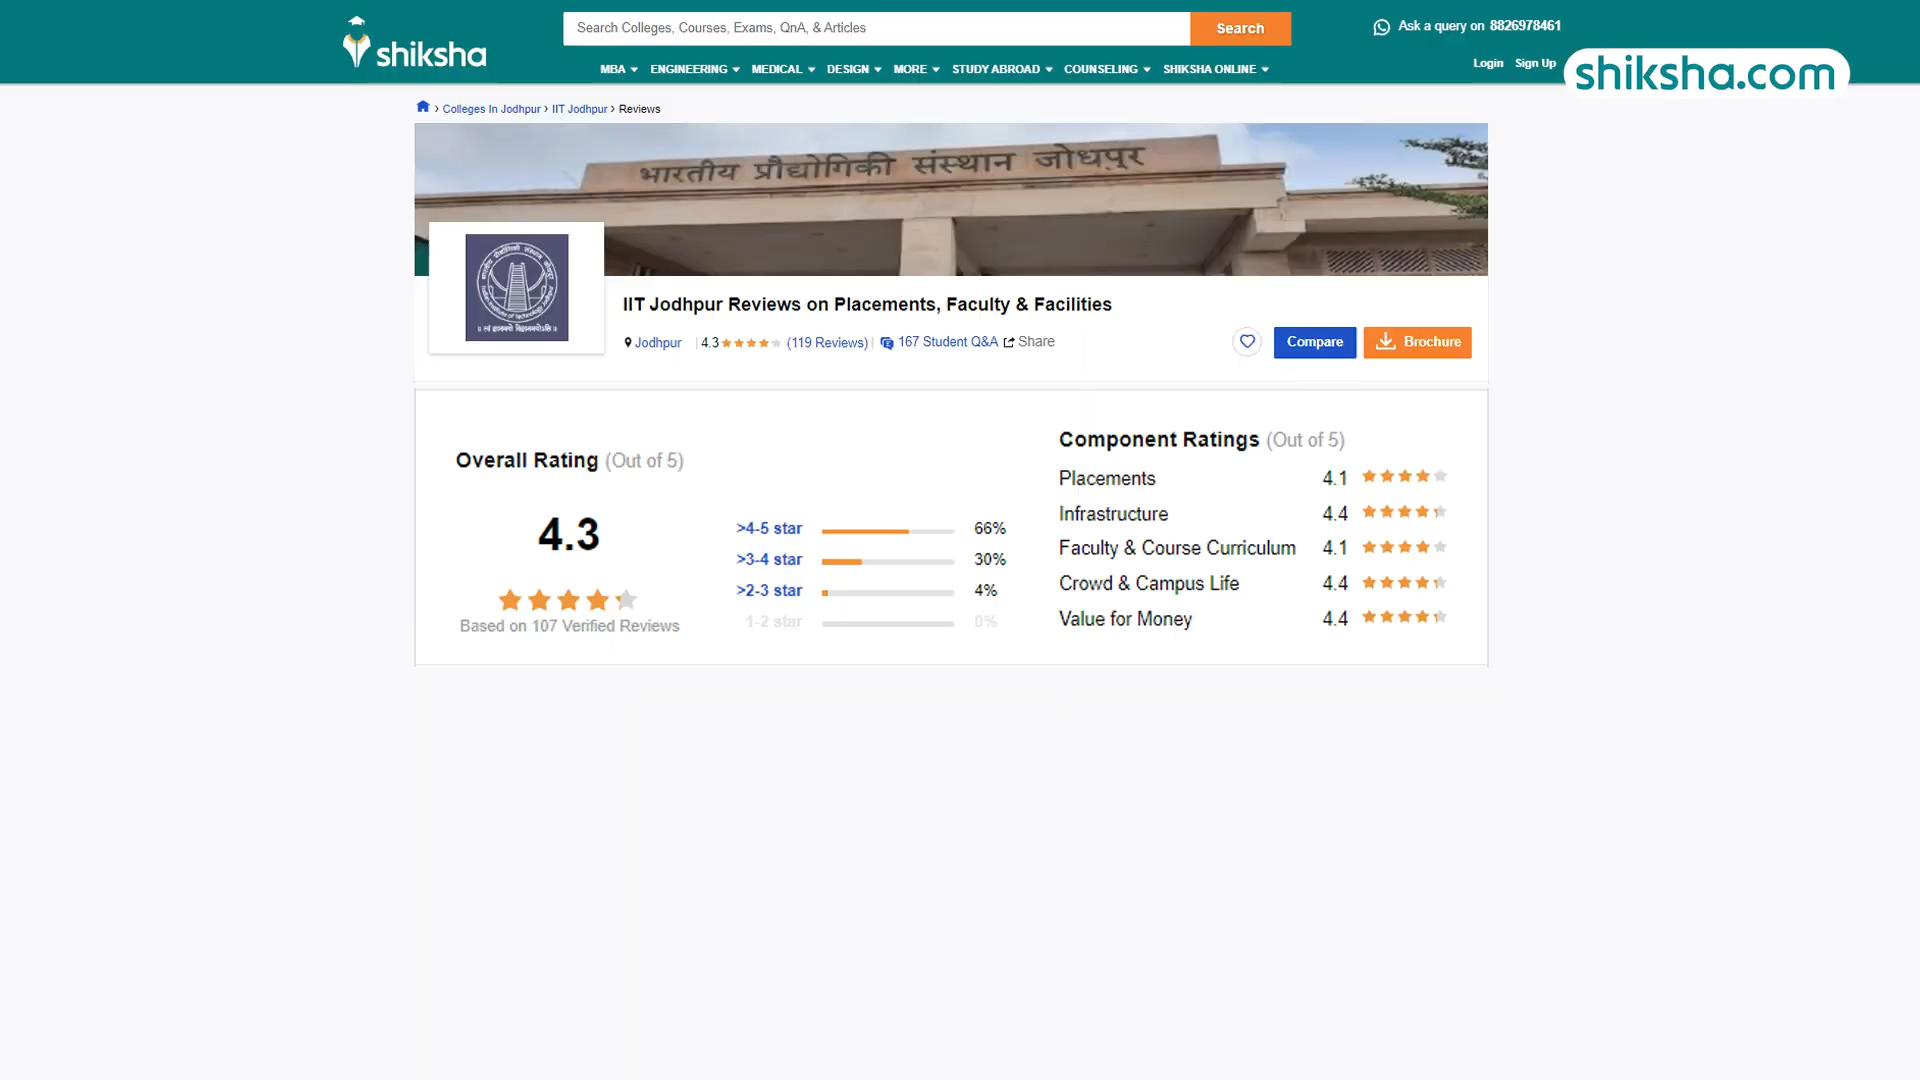 shiksha
Search Colleges, Courses, Exams, QnA, & Articles
Search
Ask a query on 8826978461
MBA ENGINEERING MEDICAL DESIGN MORE STUDY ABROAD COUNSELING SHIKSHA ONLINE
Login Sign Up
shiksha.com
› Colleges In Jodhpur › IIT Jodhpur › Reviews
भारतीय प्रौद्योगिकी संस्थान जोधपुर
IIT Jodhpur Reviews on Placements, Faculty & Facilities
Jodhpur | 4.3 (119 Reviews) | 167 Student Q&A Share
Compare
Brochure
Overall Rating (Out of 5)
4.3
Based on 107 Verified Reviews
>4-5 star 66%
>3-4 star 30%
>2-3 star 4%
1-2 star 0%
Component Ratings (Out of 5)
Placements 4.1
Infrastructure 4.4
Faculty & Course Curriculum 4.1
Crowd & Campus Life 4.4
Value for Money 4.4